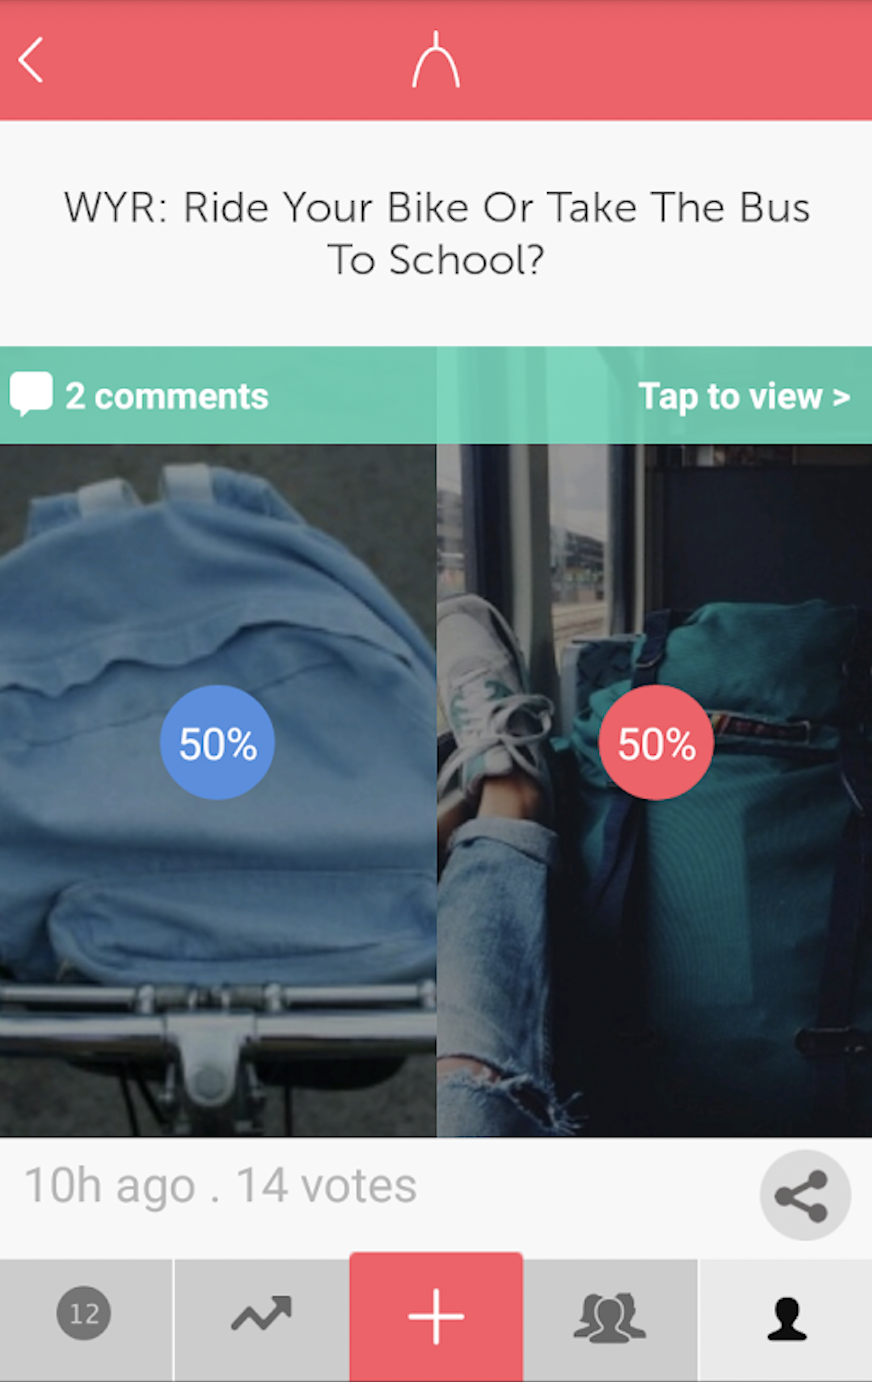 WYR: Ride Your Bike Or Take The Bus
To School?
2 comments
Tap to view >
50%
50%
10h ago . 14 votes
12